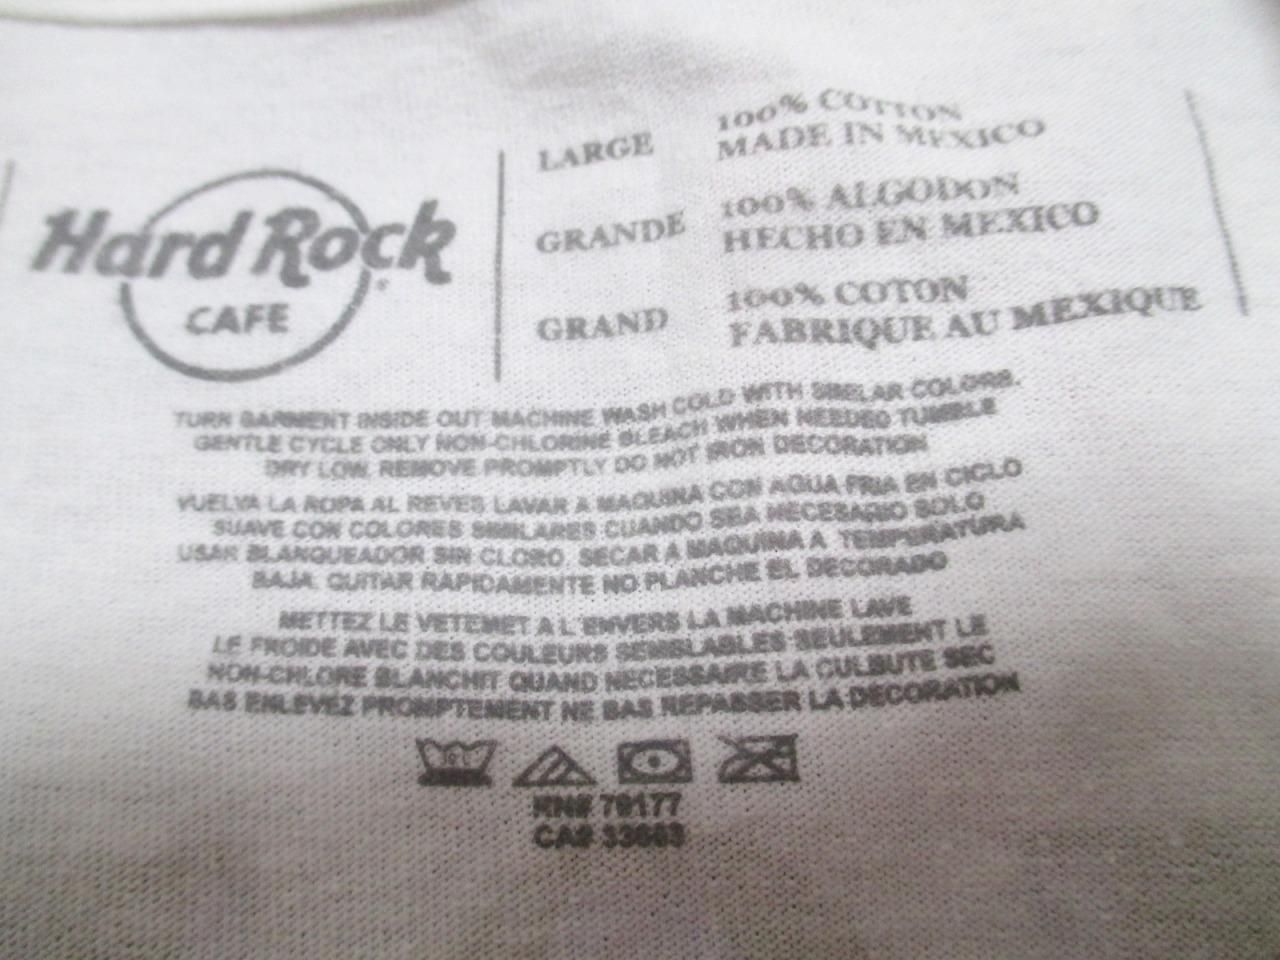 Hard Rock
CAFE
LARGE
100% COTTON
MADE IN MEXICO
GRANDE
100% ALGODON
HECHO EN MEXICO
GRAND
100% COTON
FABRIQUE AU MEXIQUE
TURN GARMENT INSIDE OUT MACHINE WASH COLD WITH SIMILAR COLORS.
GENTLE CYCLE ONLY NON-CHLORINE BLEACH WHEN NEEDED TUMBLE
DRY LOW. REMOVE PROMPTLY DO NOT IRON DECORATION
VUELVA LA ROPA AL REVES LAVAR A MAQUINA CON AGUA FRIA EN CICLO
SUAVE CON COLORES SIMILARES CUANDO SEA NECESARIO SOLO
USAR BLANQUEADOR SIN CLORO. SECAR A MAQUINA A TEMPERATURA
BAJA. QUITAR RAPIDAMENTE NO PLANCHE EL DECORADO
METTEZ LE VETEMET A L'ENVERS LA MACHINE LAVE
LE FROIDE AVEC DES COULEURS SEMBLABLES SEULEMENT LE
NON-CHLORE BLANCHIT QUAND NECESSAIRE LA CULBUTE SEC
BAS ENLEVEZ PROMPTEMENT NE BAS REPASSER LA DECORATION
RN# 79177
CA#